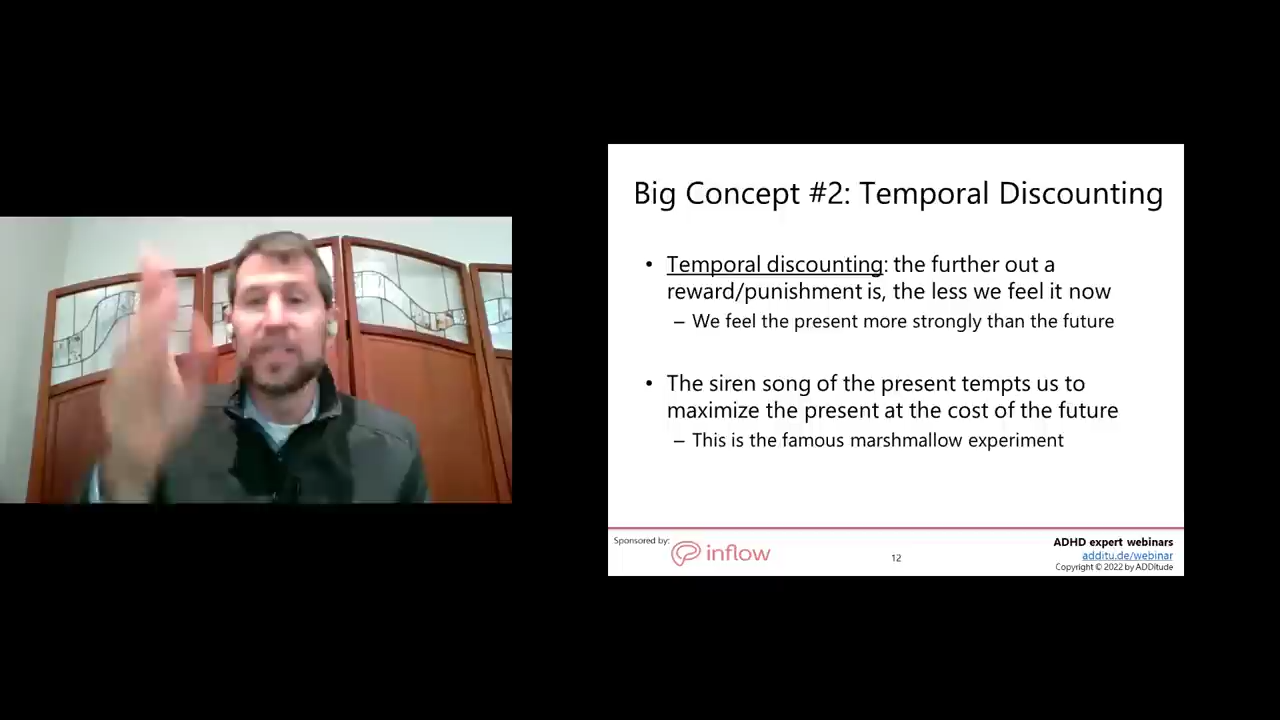 Big Concept #2: Temporal Discounting
• Temporal discounting: the further out a
reward/punishment is, the less we feel it now
– We feel the present more strongly than the future
• The siren song of the present tempts us to
maximize the present at the cost of the future
– This is the famous marshmallow experiment
Sponsored by:
inflow
12
ADHD expert webinars
additu.de/webinar
Copyright © 2022 by ADDitude